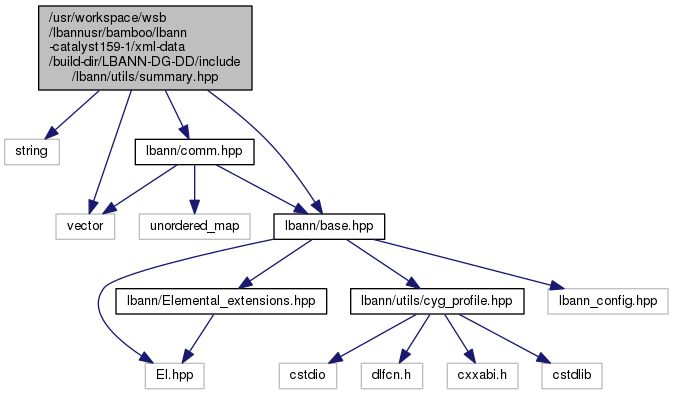 /usr/workspace/wsb
/lbannusr/bamboo/lbann
-catalyst159-1/xml-data
/build-dir/LBANN-DG-DD/include
/lbann/utils/summary.hpp
string
lbann/comm.hpp
vector
unordered_map
lbann/base.hpp
lbann/Elemental_extensions.hpp
lbann/utils/cyg_profile.hpp
lbann_config.hpp
El.hpp
cstdio
dlfcn.h
cxxabi.h
cstdlib